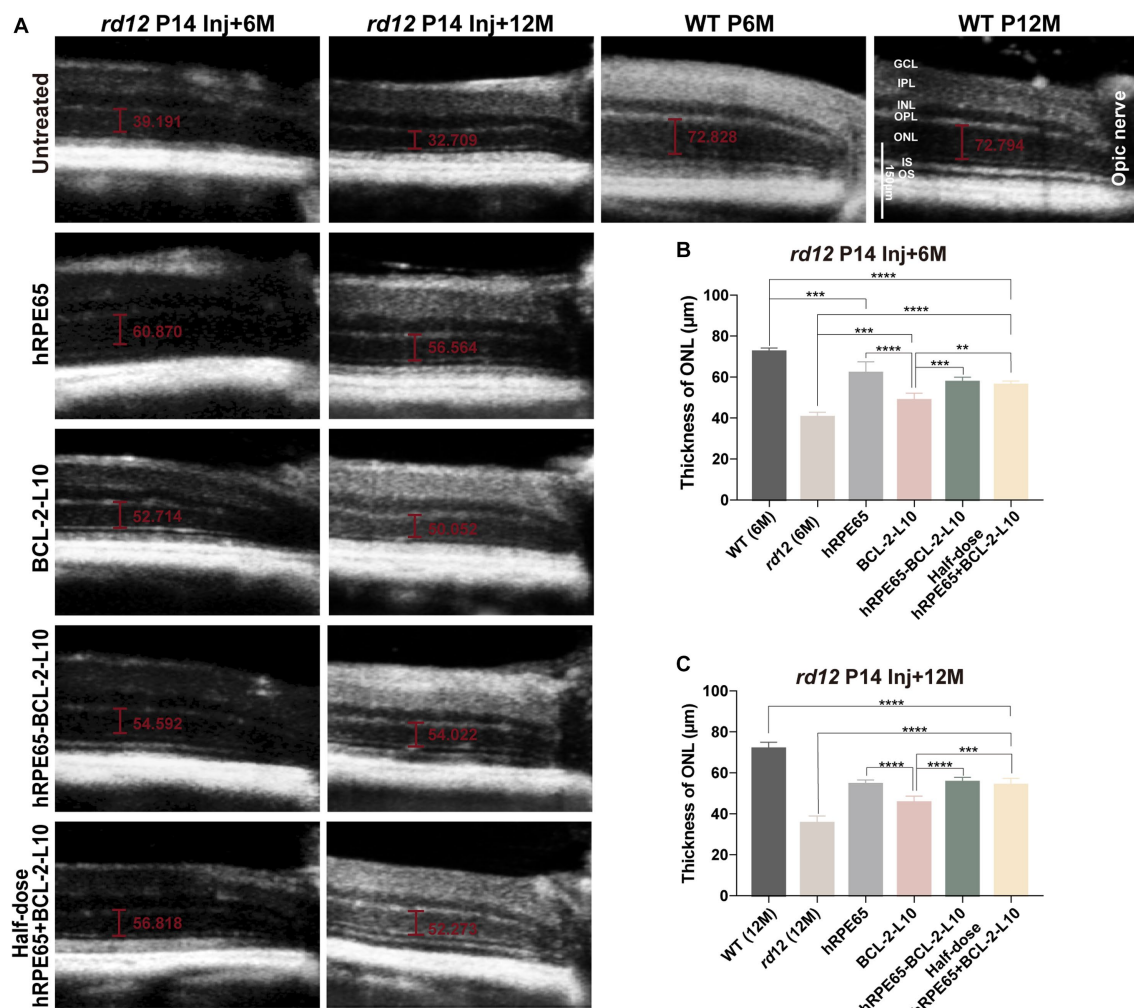 A
rd12 P14 Inj+6M
rd12 P14 Inj+12M
WT P6M
WT P12M
Untreated
39.191
32.709
72.828
GCL
IPL
INL
OPL
ONL
IS
OS
72.794
150μm
Opic nerve
hRPE65
60.870
56.564
BCL-2-L10
52.714
50.052
hRPE65-BCL-2-L10
54.592
54.022
Half-dose
hRPE65+BCL-2-L10
56.818
52.273
B
rd12 P14 Inj+6M
Thickness of ONL (μm)
100
80
60
40
20
0
****
***
****
***
****
**
***
WT (6M)
rd12 (6M)
hRPE65
BCL-2-L10
hRPE65-BCL-2-L10
Half-dose
hRPE65+BCL-2-L10
C
rd12 P14 Inj+12M
Thickness of ONL (μm)
100
80
60
40
20
0
****
****
***
****
****
WT (12M)
rd12 (12M)
hRPE65
BCL-2-L10
hRPE65-BCL-2-L10
Half-dose
hRPE65+BCL-2-L10